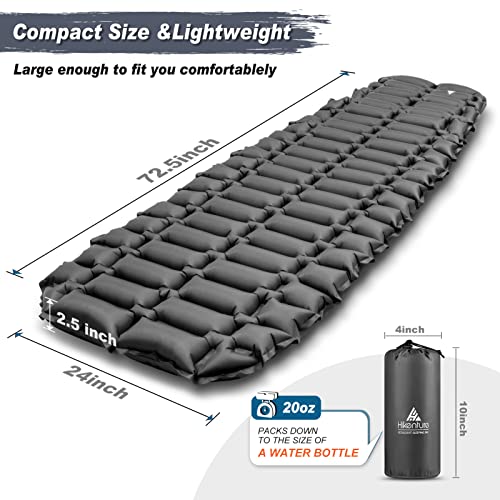 Compact Size &Lightweight
Large enough to fit you comfortablely
72.5inch
2.5 inch
24inch
4inch
20oz
10inch
PACKS DOWN
TO THE SIZE OF
A WATER BOTTLE
Hikenture